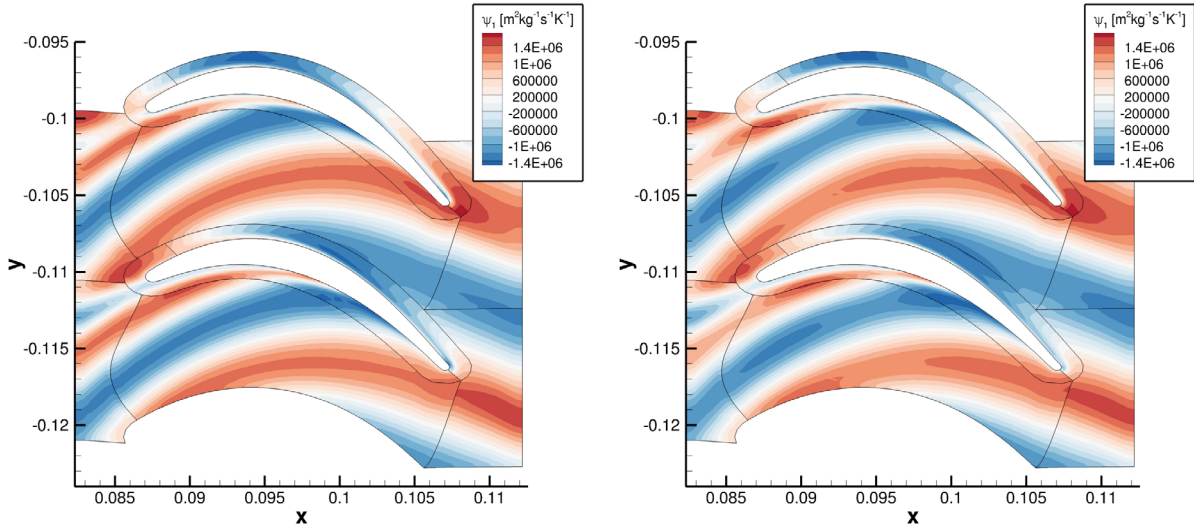 ψ₁ [m²kg⁻¹s⁻¹K⁻¹]
1.4E+06
1E+06
600000
200000
-200000
-600000
-1E+06
-1.4E+06
-0.095
-0.1
-0.105
-0.11
-0.115
-0.12
y
0.085 0.09 0.095 0.1 0.105 0.11
x
ψ₁ [m²kg⁻¹s⁻¹K⁻¹]
1.4E+06
1E+06
600000
200000
-200000
-600000
-1E+06
-1.4E+06
-0.095
-0.1
-0.105
-0.11
-0.115
-0.12
y
0.085 0.09 0.095 0.1 0.105 0.11
x